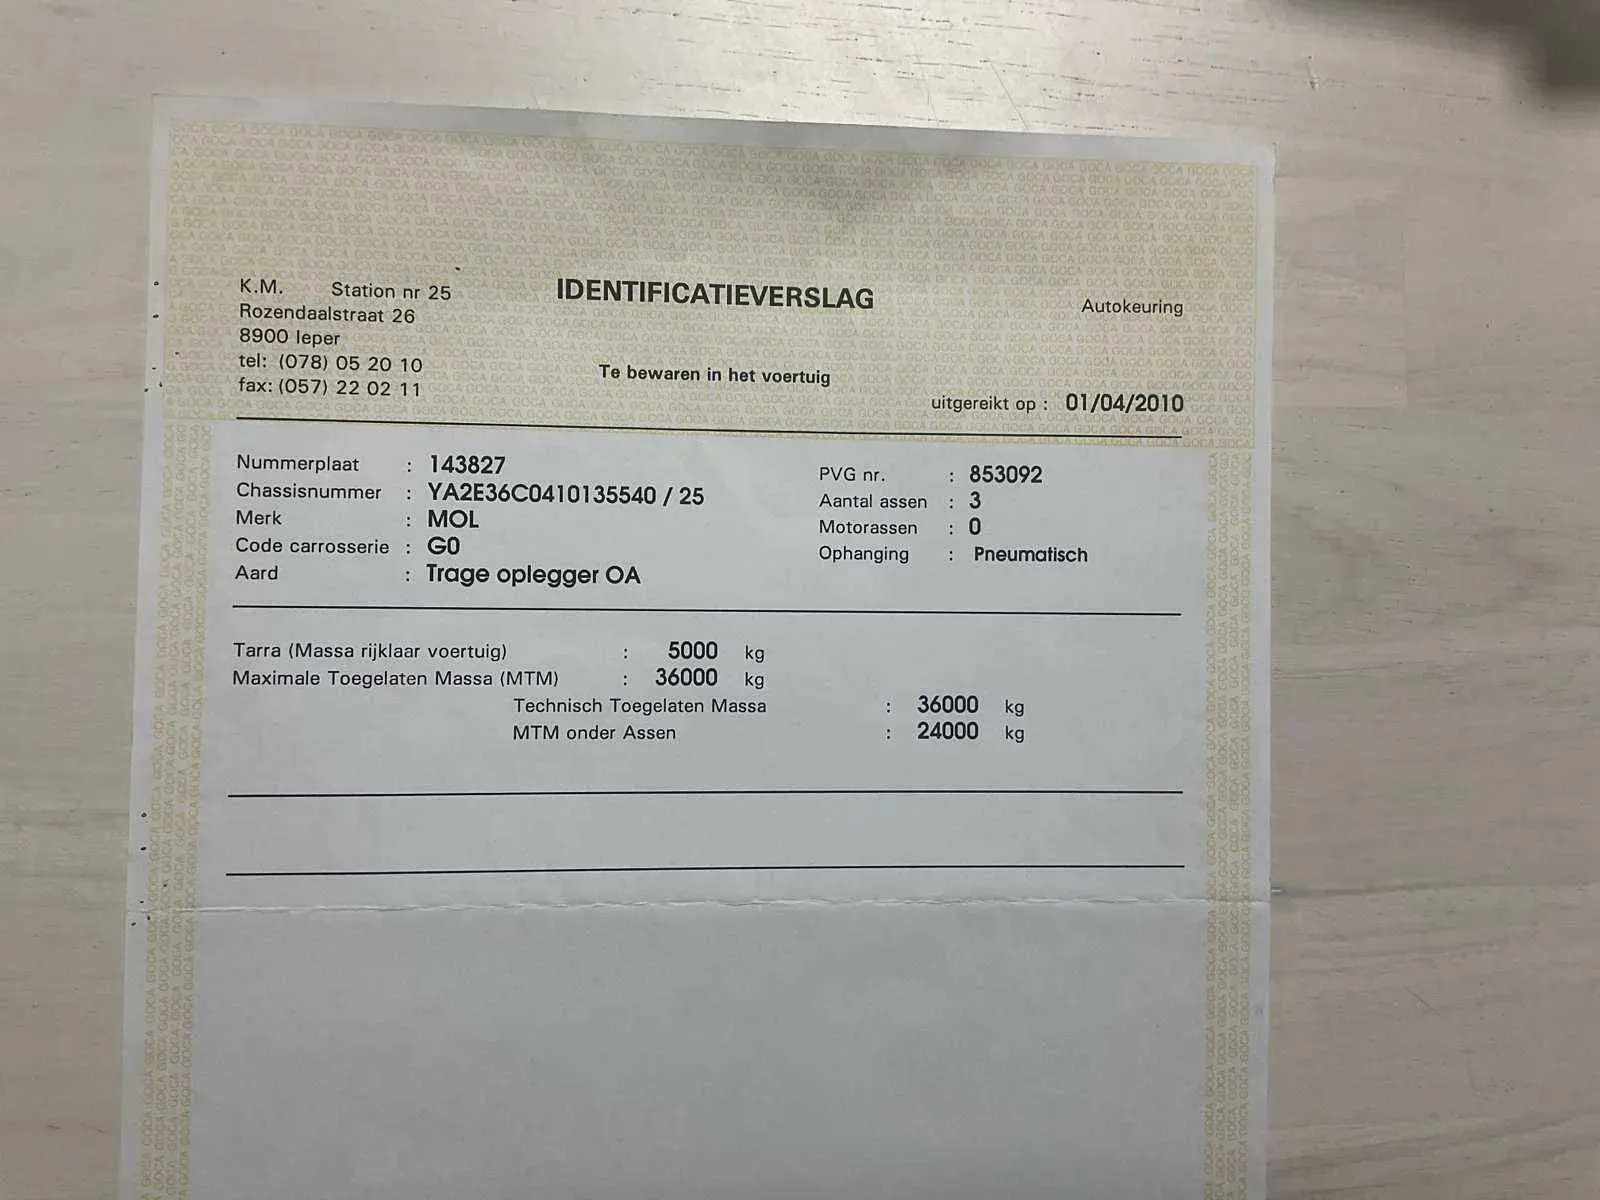 K.M. Station nr 25
IDENTIFICATIEVERSLAG
Autokeuring
Rozendaalstraat 26
8900 Ieper
tel: (078) 05 20 10
fax: (057) 22 02 11
Te bewaren in het voertuig
uitgereikt op : 01/04/2010
Nummerplaat : 143827
Chassisnummer : YA2E36C0410135540 / 25
Merk : MOL
Code carrosserie : G0
Aard : Trage oplegger OA
PVG nr. : 853092
Aantal assen : 3
Motorassen : 0
Ophanging : Pneumatisch
Tarra (Massa rijklaar voertuig) : 5000 kg
Maximale Toegelaten Massa (MTM) : 36000 kg
Technisch Toegelaten Massa : 36000 kg
MTM onder Assen : 24000 kg